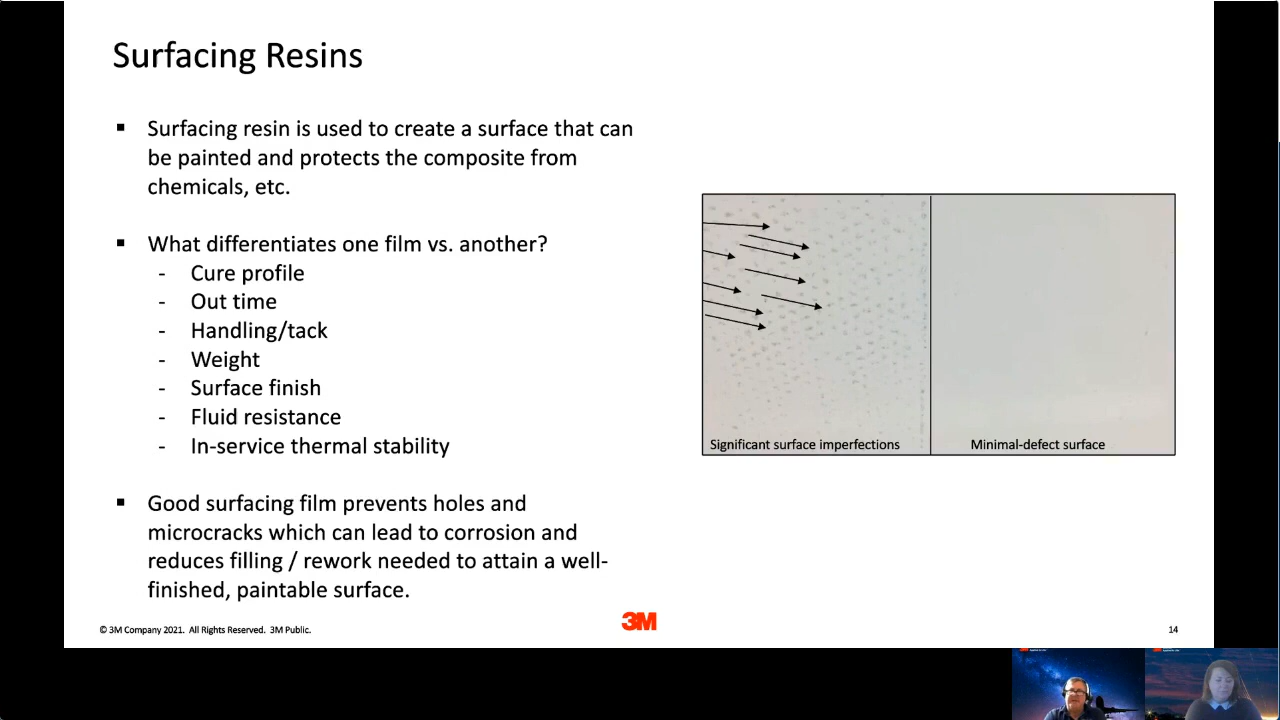 Surfacing Resins
▪ Surfacing resin is used to create a surface that can
be painted and protects the composite from
chemicals, etc.
▪ What differentiates one film vs. another?
- Cure profile
- Out time
- Handling/tack
- Weight
- Surface finish
- Fluid resistance
- In-service thermal stability
▪ Good surfacing film prevents holes and
microcracks which can lead to corrosion and
reduces filling / rework needed to attain a well-
finished, paintable surface.
Significant surface imperfections
Minimal-defect surface
© 3M Company 2021. All Rights Reserved. 3M Public.
3M
14